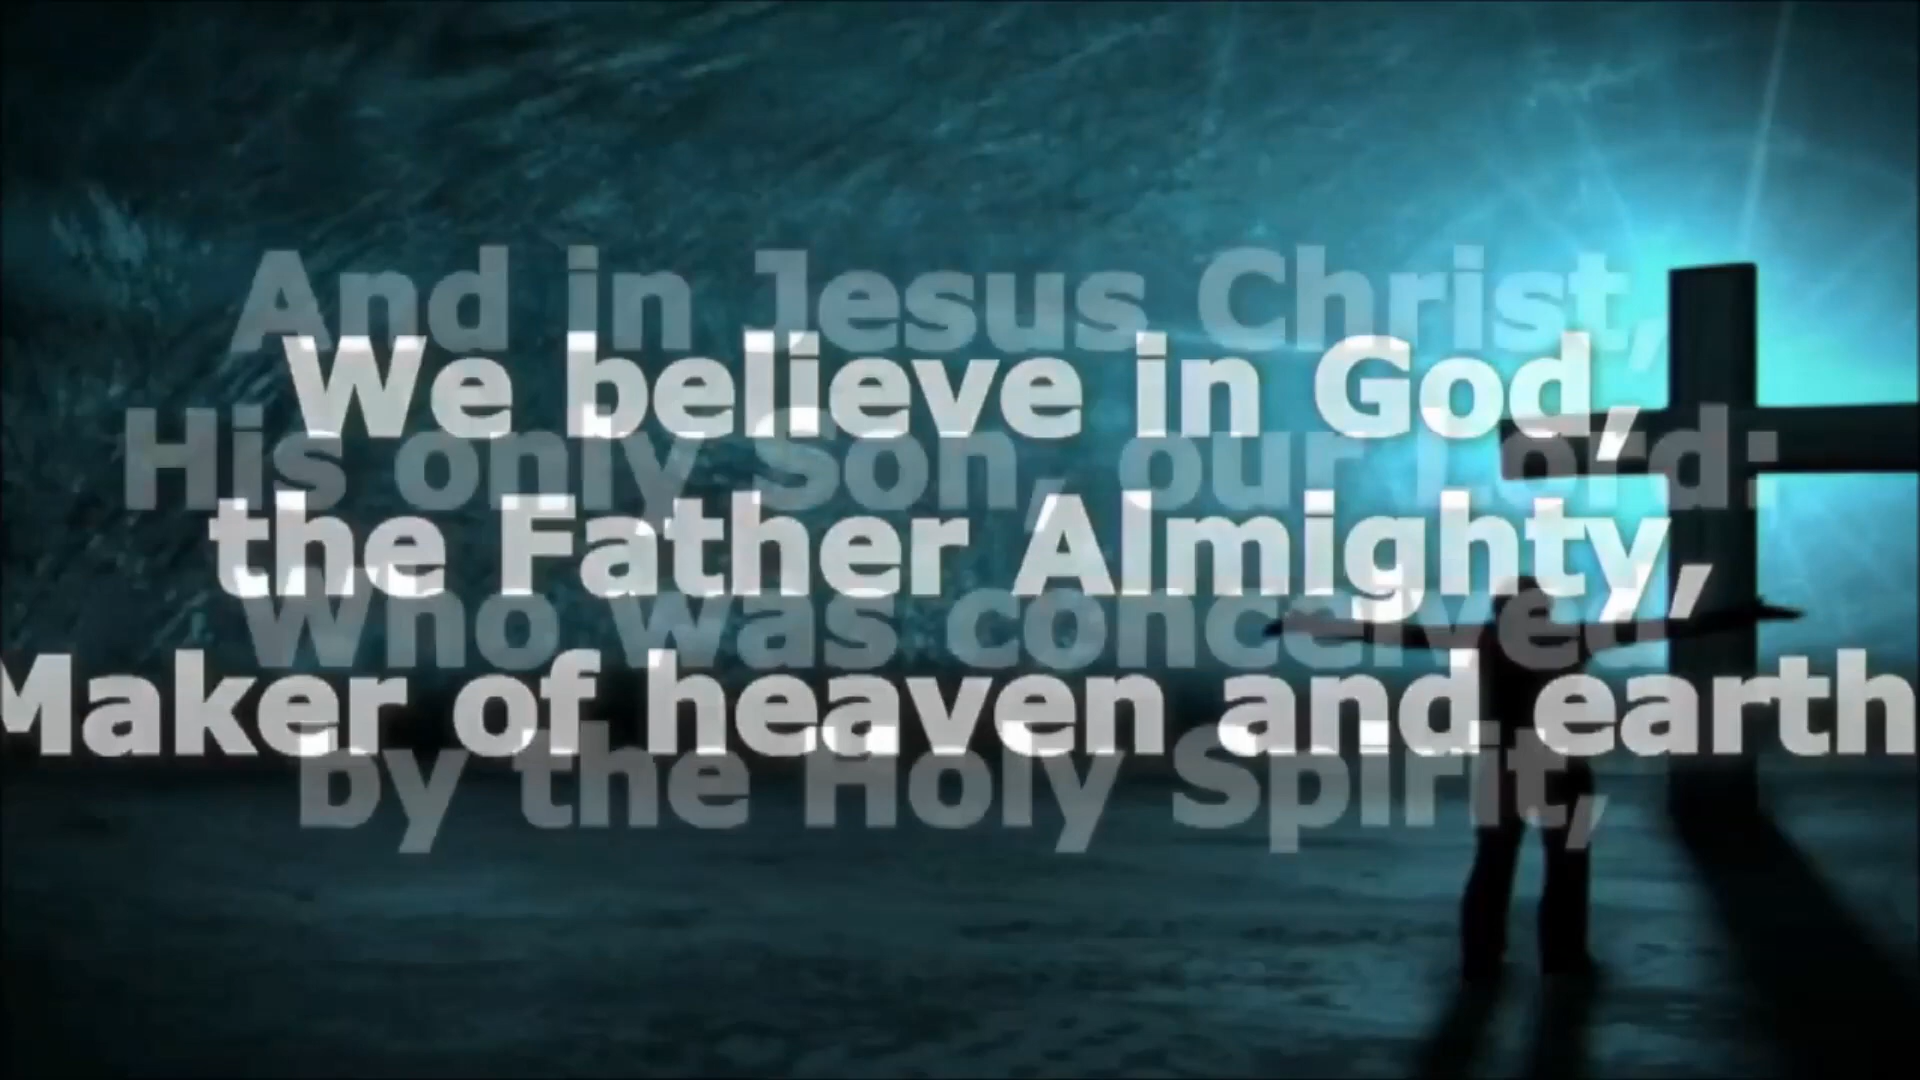 And in Jesus Christ,
We believe in God,
His only Son, our Lord:
the Father Almighty,
Who was conceived
Maker of heaven and earth
by the Holy Spirit,